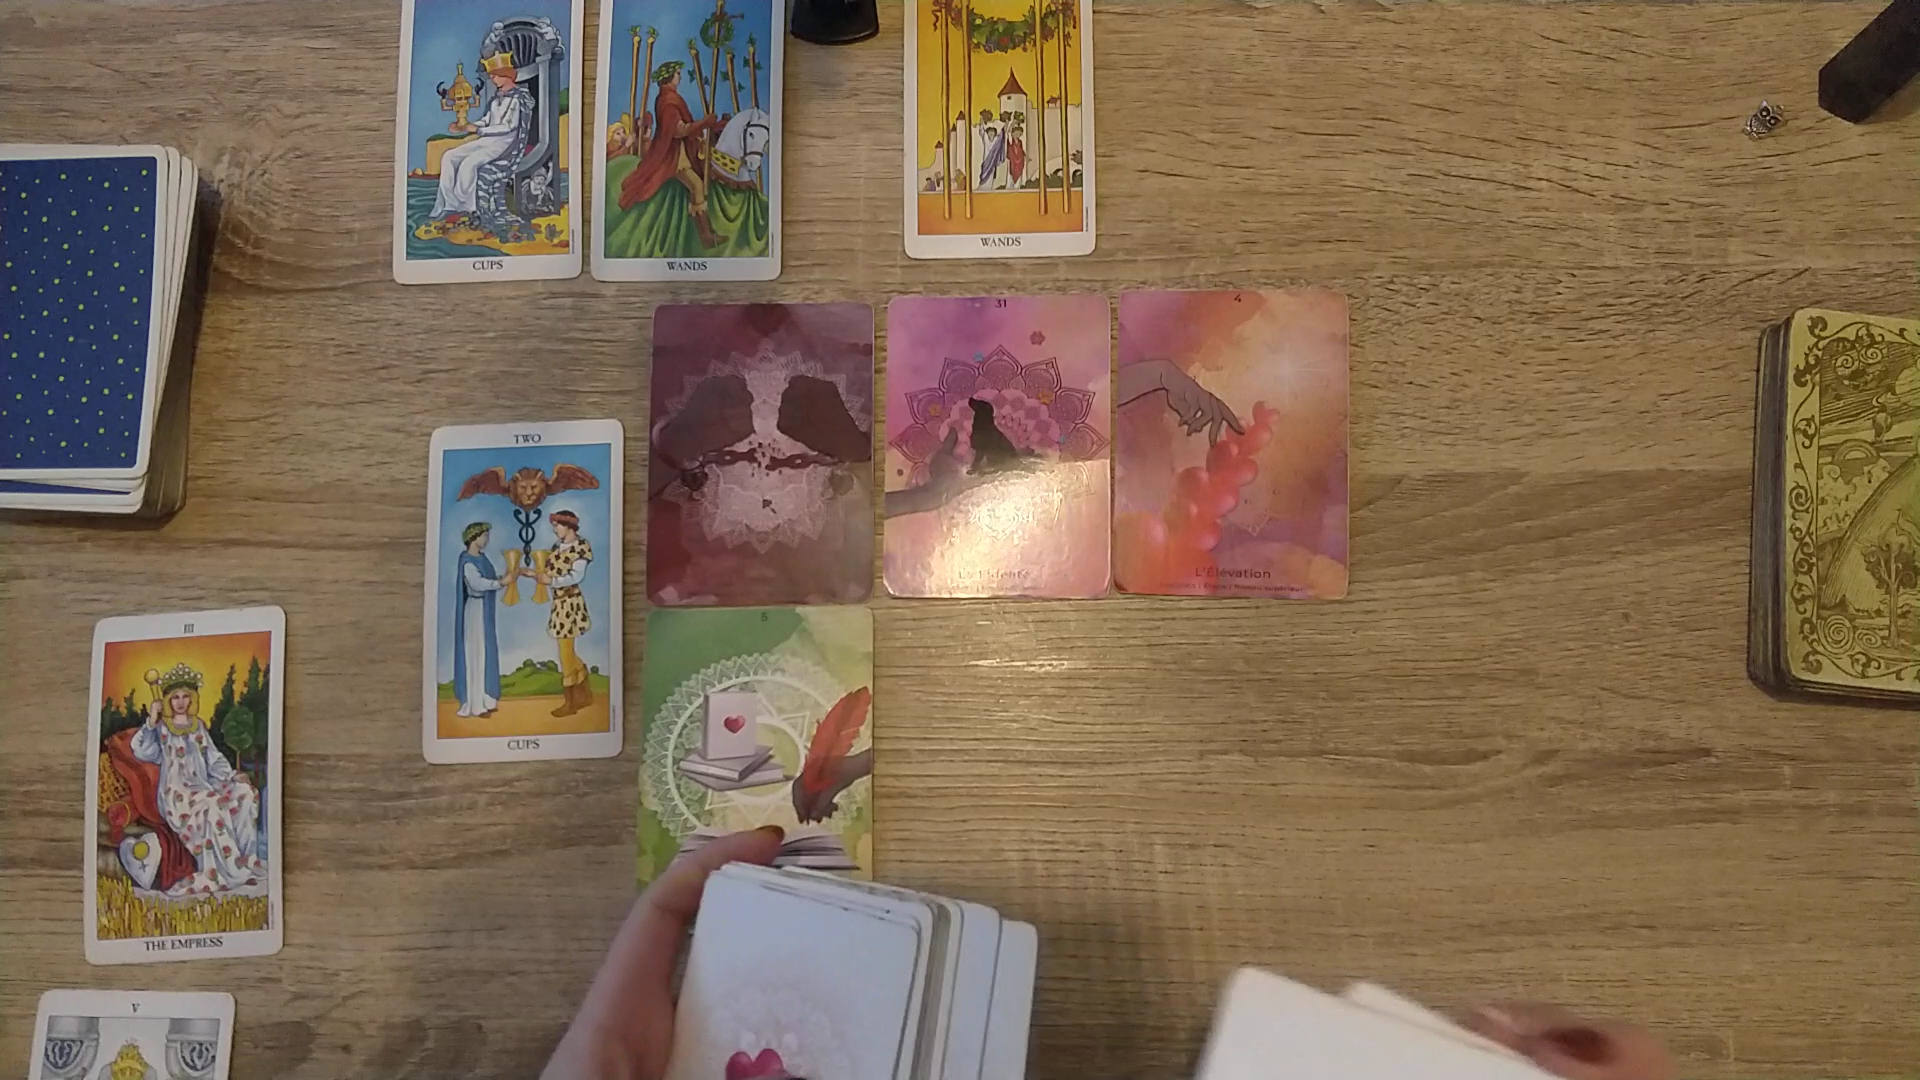 CUPS
WANDS
WANDS
31
4
L'Élévation
TWO
CUPS
5
III
THE EMPRESS
V